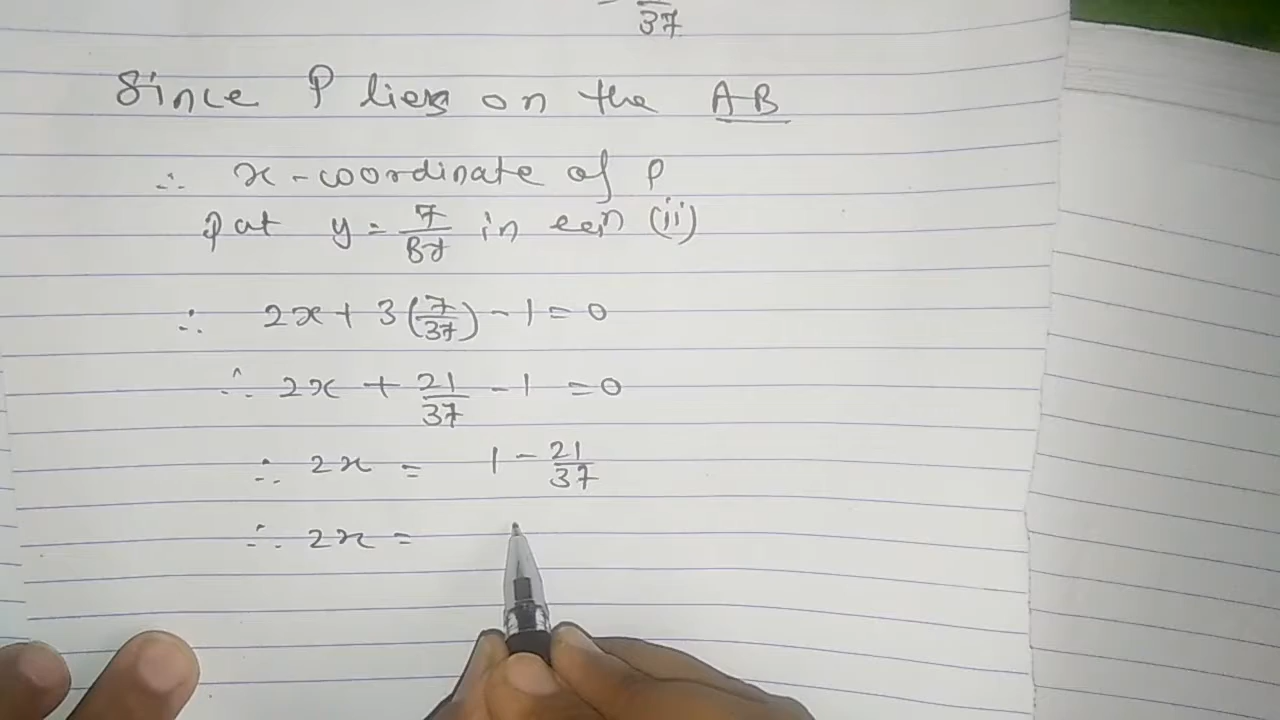 37
Since P lies on the AB
∴ x-coordinate of P
Put y = 7/37 in eqn (ii)
∴ 2x + 3(7/37) - 1 = 0
∴ 2x + 21/37 - 1 = 0
∴ 2x = 1 - 21/37
∴ 2x =